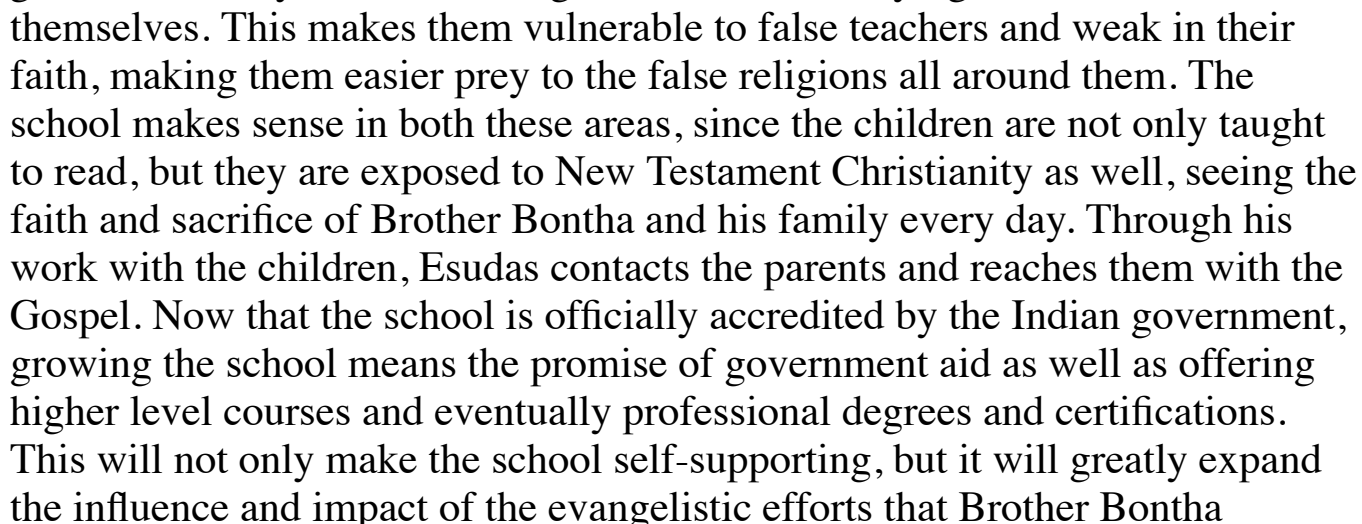 themselves. This makes them vulnerable to false teachers and weak in their
faith, making them easier prey to the false religions all around them. The
school makes sense in both these areas, since the children are not only taught
to read, but they are exposed to New Testament Christianity as well, seeing the
faith and sacrifice of Brother Bontha and his family every day. Through his
work with the children, Esudas contacts the parents and reaches them with the
Gospel. Now that the school is officially accredited by the Indian government,
growing the school means the promise of government aid as well as offering
higher level courses and eventually professional degrees and certifications.
This will not only make the school self-supporting, but it will greatly expand
the influence and impact of the evangelistic efforts that Brother Bontha